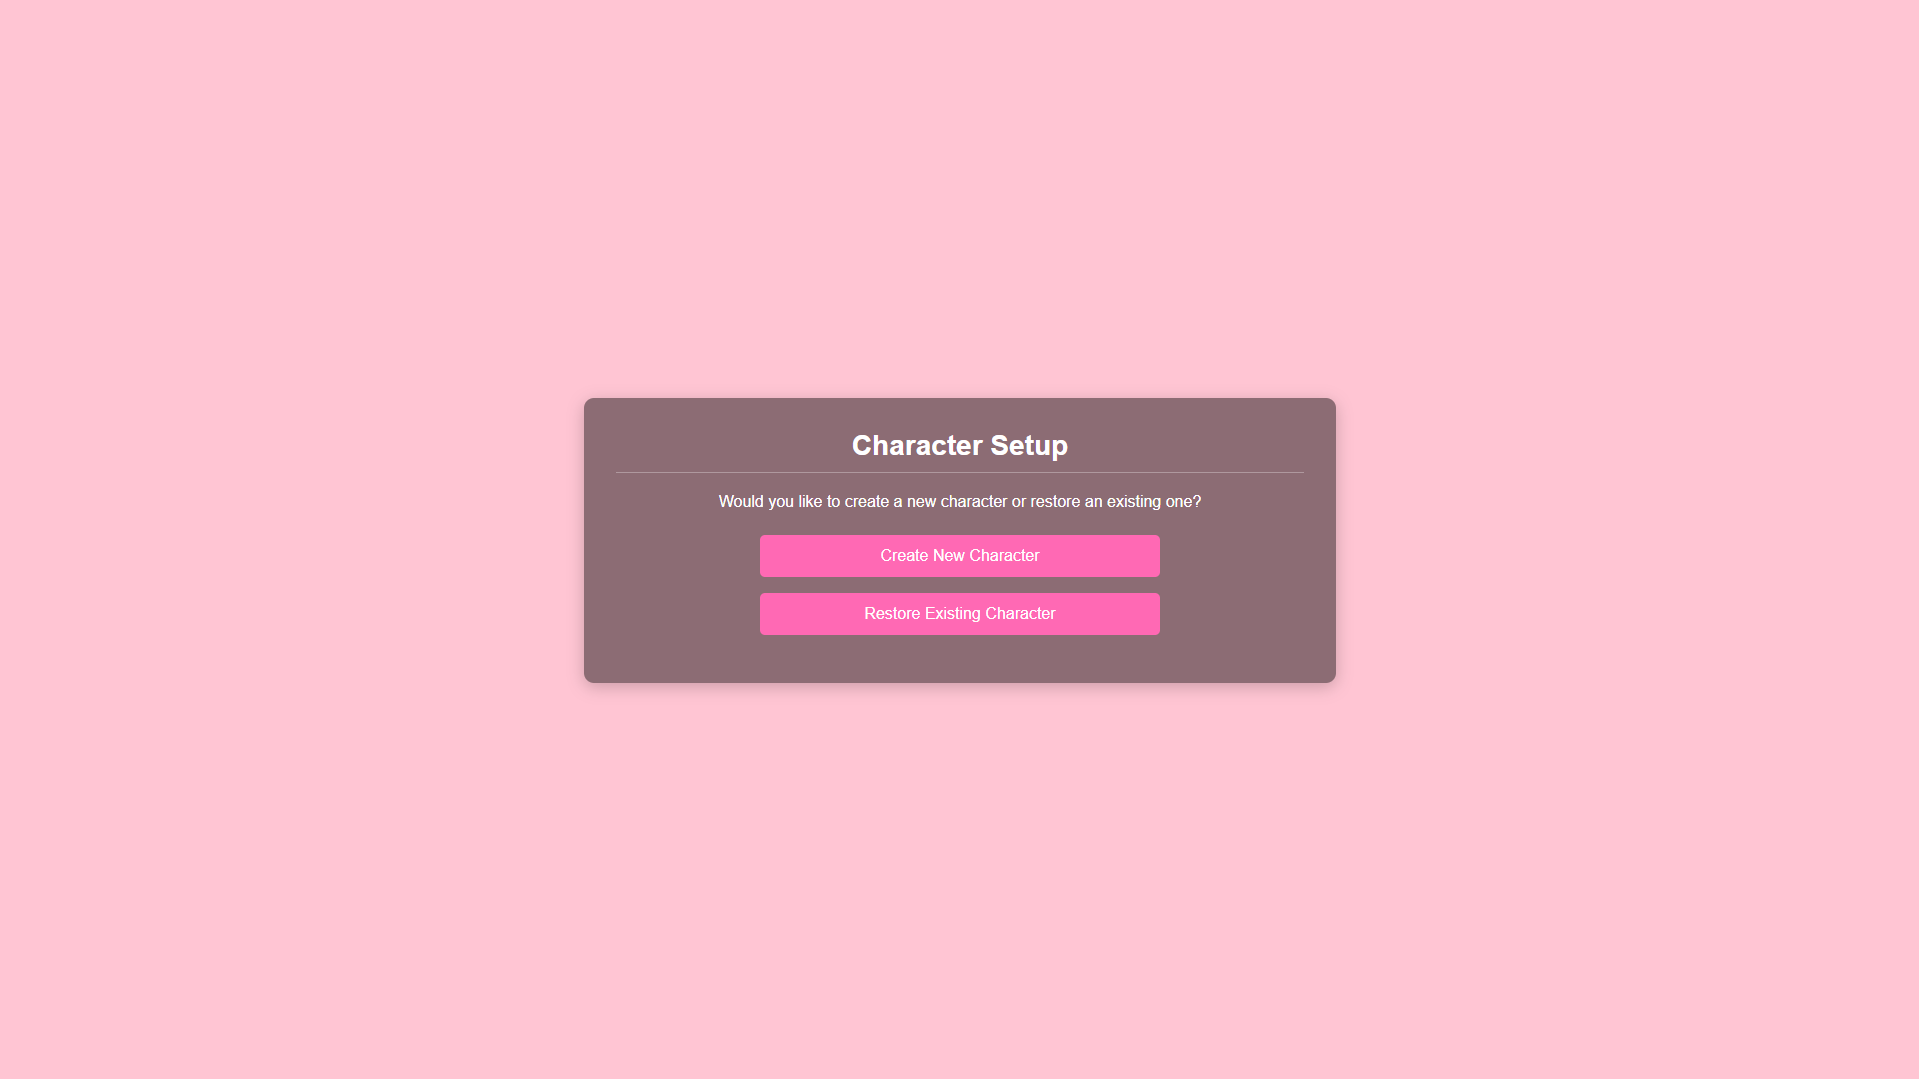 Character Setup
Would you like to create a new character or restore an existing one?
Create New Character
Restore Existing Character